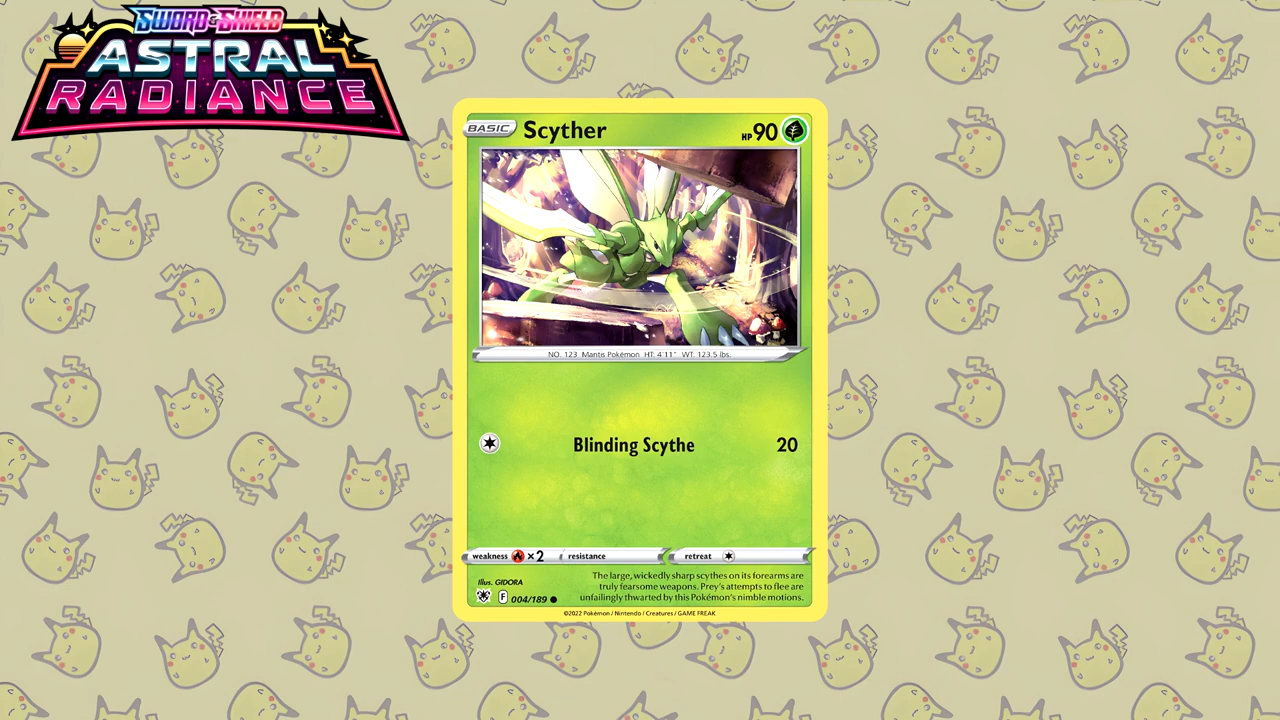 SWORD & SHIELD
ASTRAL
RADIANCE
BASIC Scyther HP 90
NO. 123 Mantis Pokémon HT: 4'11" WT: 123.5 lbs.
Blinding Scythe 20
weakness ×2 resistance retreat
Illus. GIDORA
F 004/189
The large, wickedly sharp scythes on its forearms are
truly fearsome weapons. Prey's attempts to flee are
unfailingly thwarted by this Pokémon's nimble motions.
©2022 Pokémon / Nintendo / Creatures / GAME FREAK